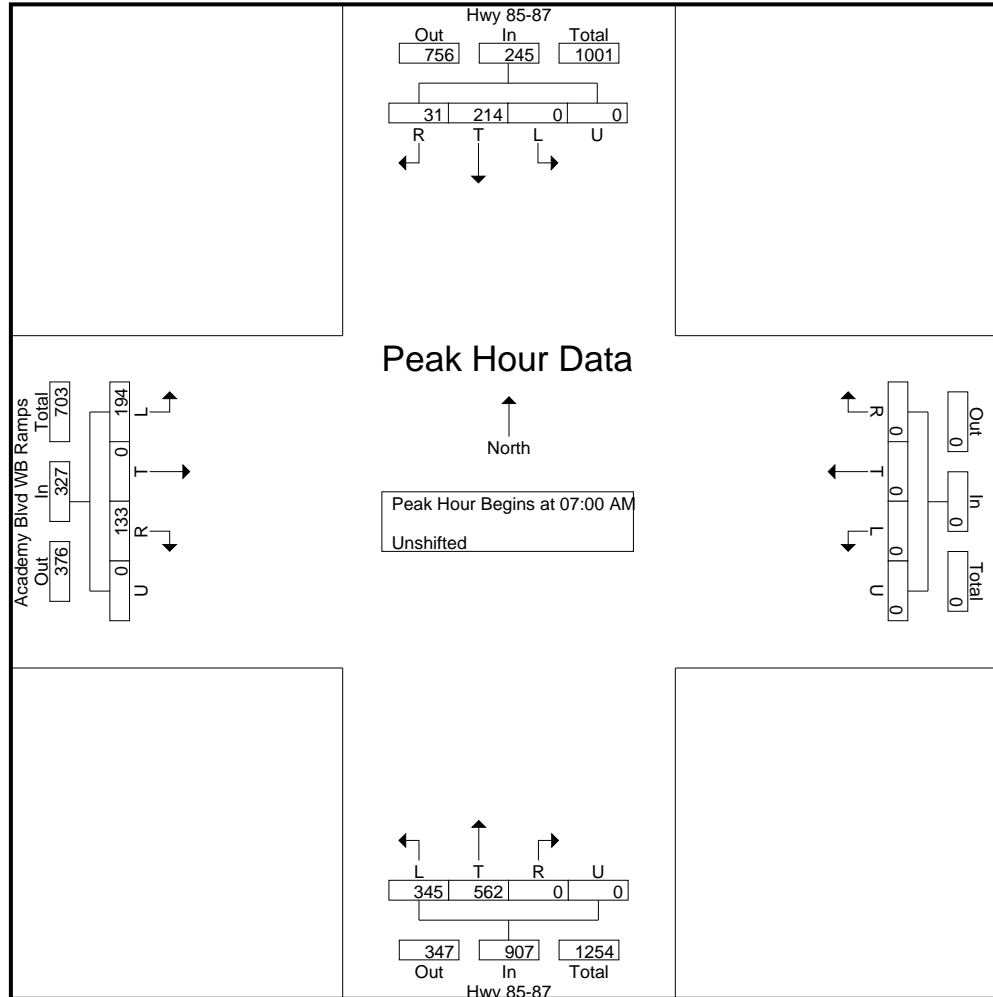 Hwy 85-87
Out In Total
756 245 1001
31 214 0 0
R T L U
Peak Hour Data
North
Peak Hour Begins at 07:00 AM
Unshifted
Academy Blvd WB Ramps
Total In Out
703 327 376
194 0 133 0
L T R U
R T L U
0 0 0 0
Out In Total
0 0 0
L T R U
345 562 0 0
347 907 1254
Out In Total
Hwy 85-87